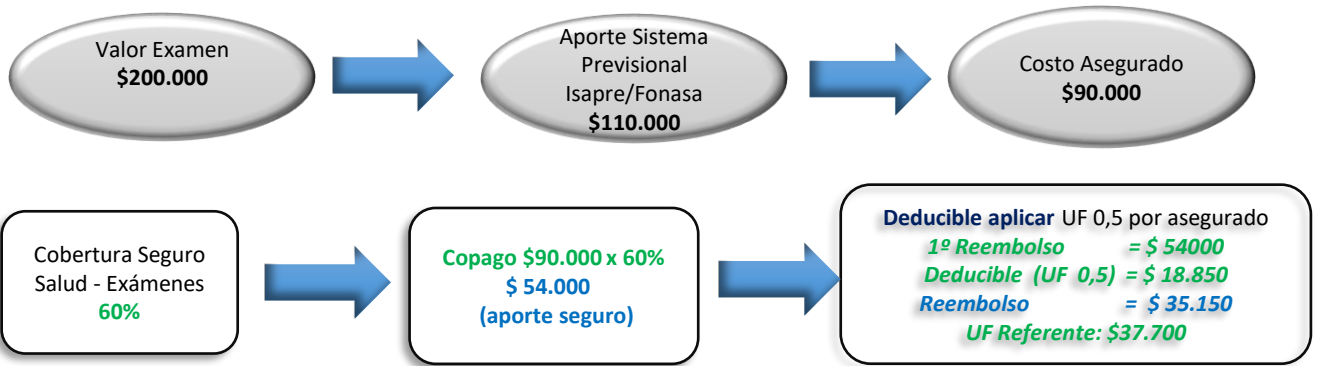 Valor Examen
$200.000
Aporte Sistema
Previsional
Isapre/Fonasa
$110.000
Costo Asegurado
$90.000
Cobertura Seguro
Salud - Exámenes
60%
Copago $90.000 x 60%
$ 54.000
(aporte seguro)
Deducible aplicar UF 0,5 por asegurado
1º Reembolso = $ 54000
Deducible (UF 0,5) = $ 18.850
Reembolso = $ 35.150
UF Referente: $37.700